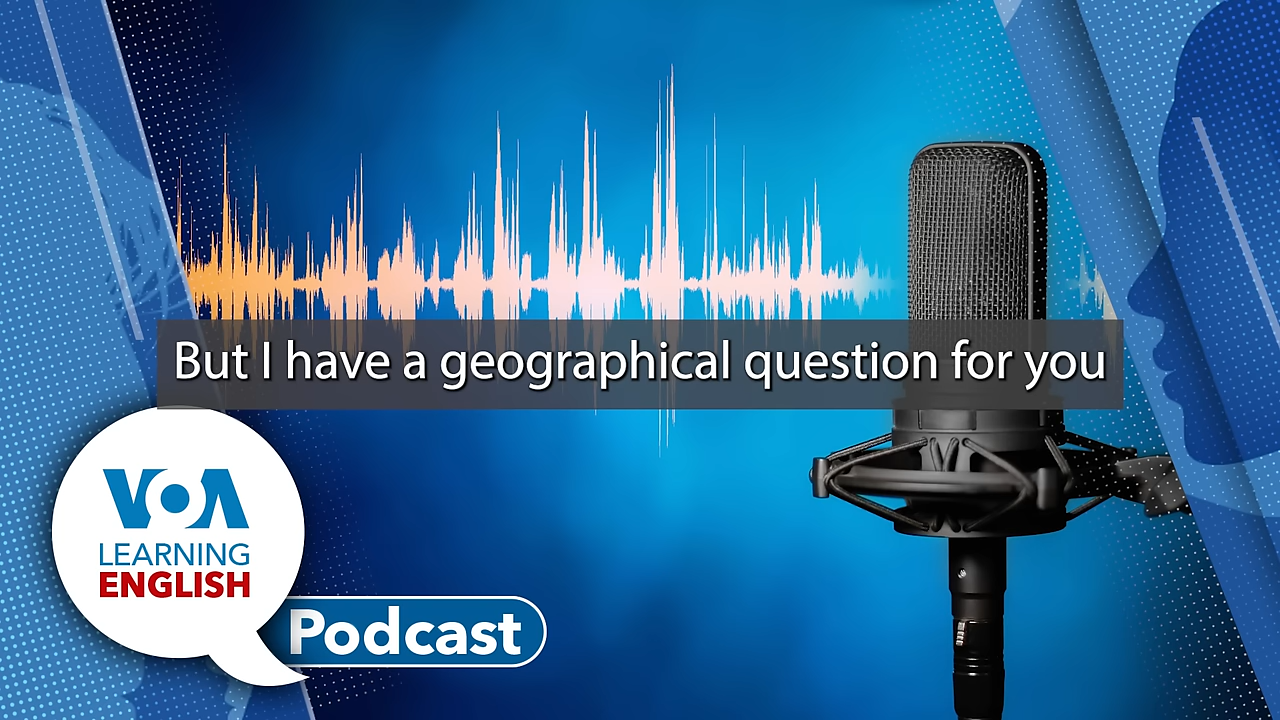 But I have a geographical question for you
VOA
LEARNING
ENGLISH
Podcast